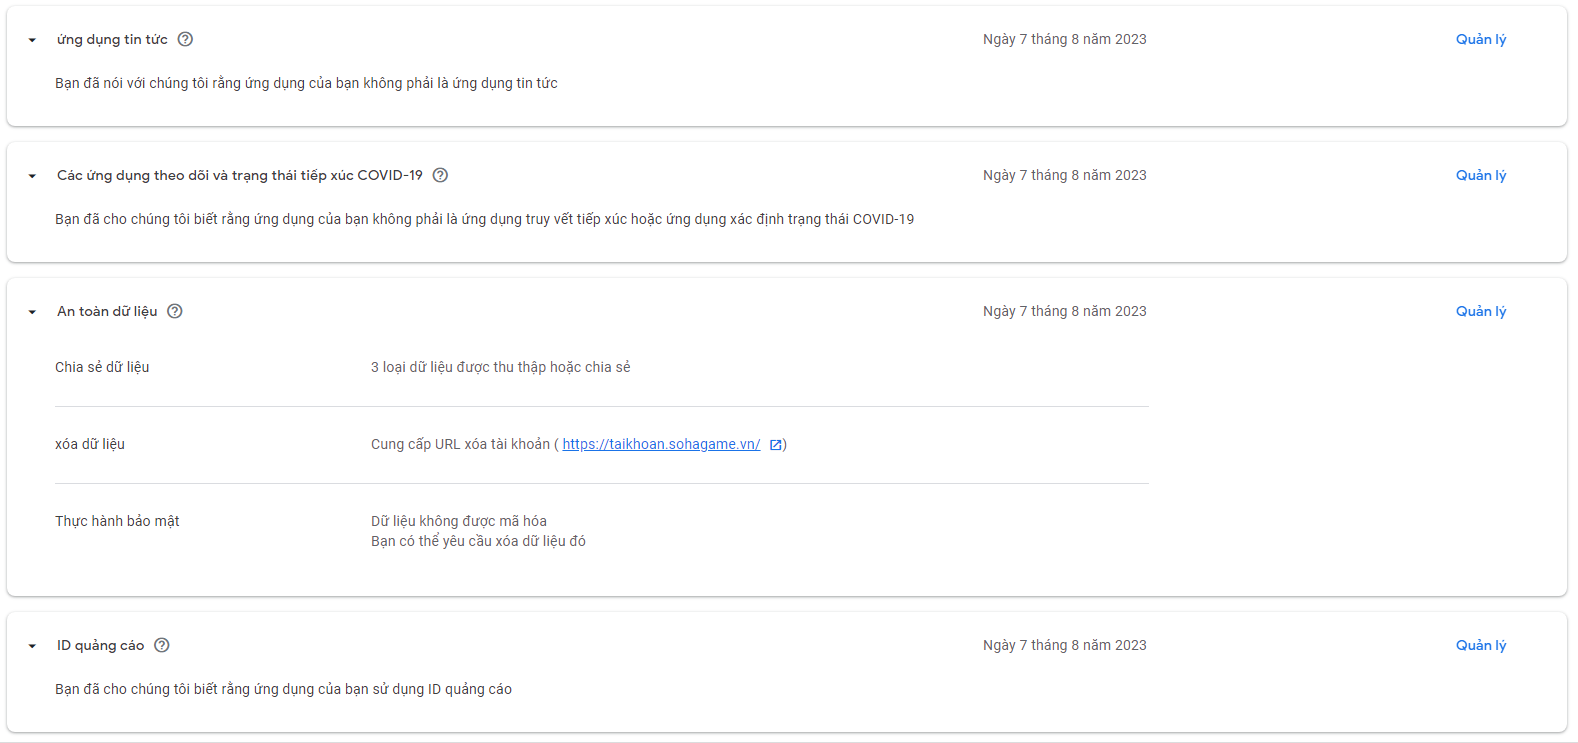 ứng dụng tin tức
Ngày 7 tháng 8 năm 2023
Quản lý
Bạn đã nói với chúng tôi rằng ứng dụng của bạn không phải là ứng dụng tin tức
Các ứng dụng theo dõi và trạng thái tiếp xúc COVID-19
Ngày 7 tháng 8 năm 2023
Quản lý
Bạn đã cho chúng tôi biết rằng ứng dụng của bạn không phải là ứng dụng truy vết tiếp xúc hoặc ứng dụng xác định trạng thái COVID-19
An toàn dữ liệu
Ngày 7 tháng 8 năm 2023
Quản lý
Chia sẻ dữ liệu
3 loại dữ liệu được thu thập hoặc chia sẻ
xóa dữ liệu
Cung cấp URL xóa tài khoản ( https://taikhoan.sohagame.vn/ )
Thực hành bảo mật
Dữ liệu không được mã hóa
Bạn có thể yêu cầu xóa dữ liệu đó
ID quảng cáo
Ngày 7 tháng 8 năm 2023
Quản lý
Bạn đã cho chúng tôi biết rằng ứng dụng của bạn sử dụng ID quảng cáo